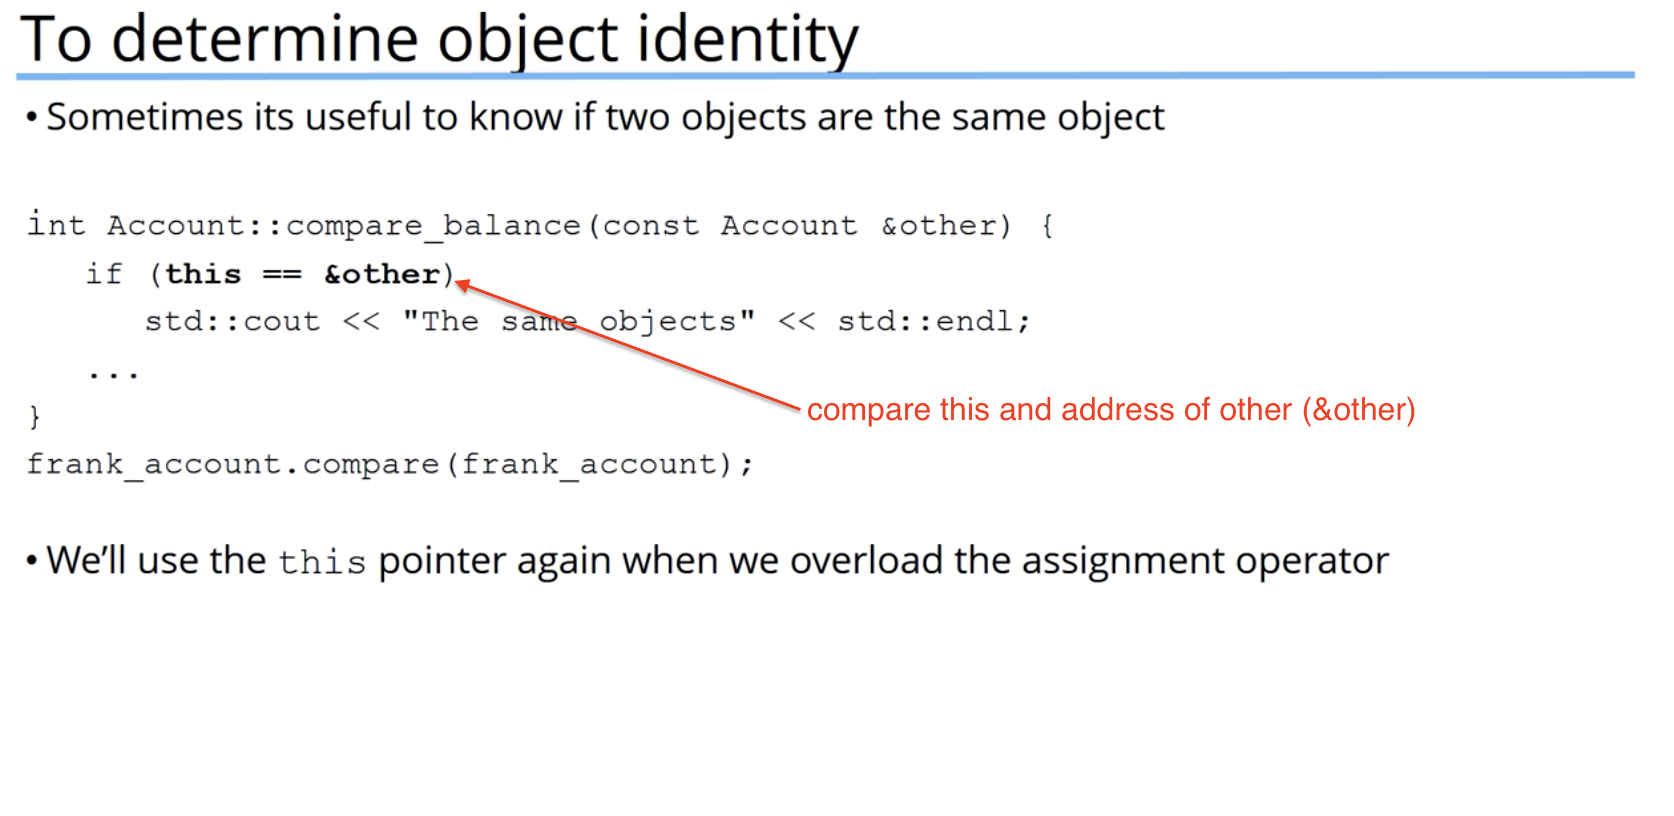 To determine object identity
• Sometimes its useful to know if two objects are the same object
int Account::compare_balance(const Account &other) {
if (this == &other)
std::cout << "The same objects" << std::endl;
...
compare this and address of other (&other)
}
frank_account.compare(frank_account);
• We’ll use the this pointer again when we overload the assignment operator